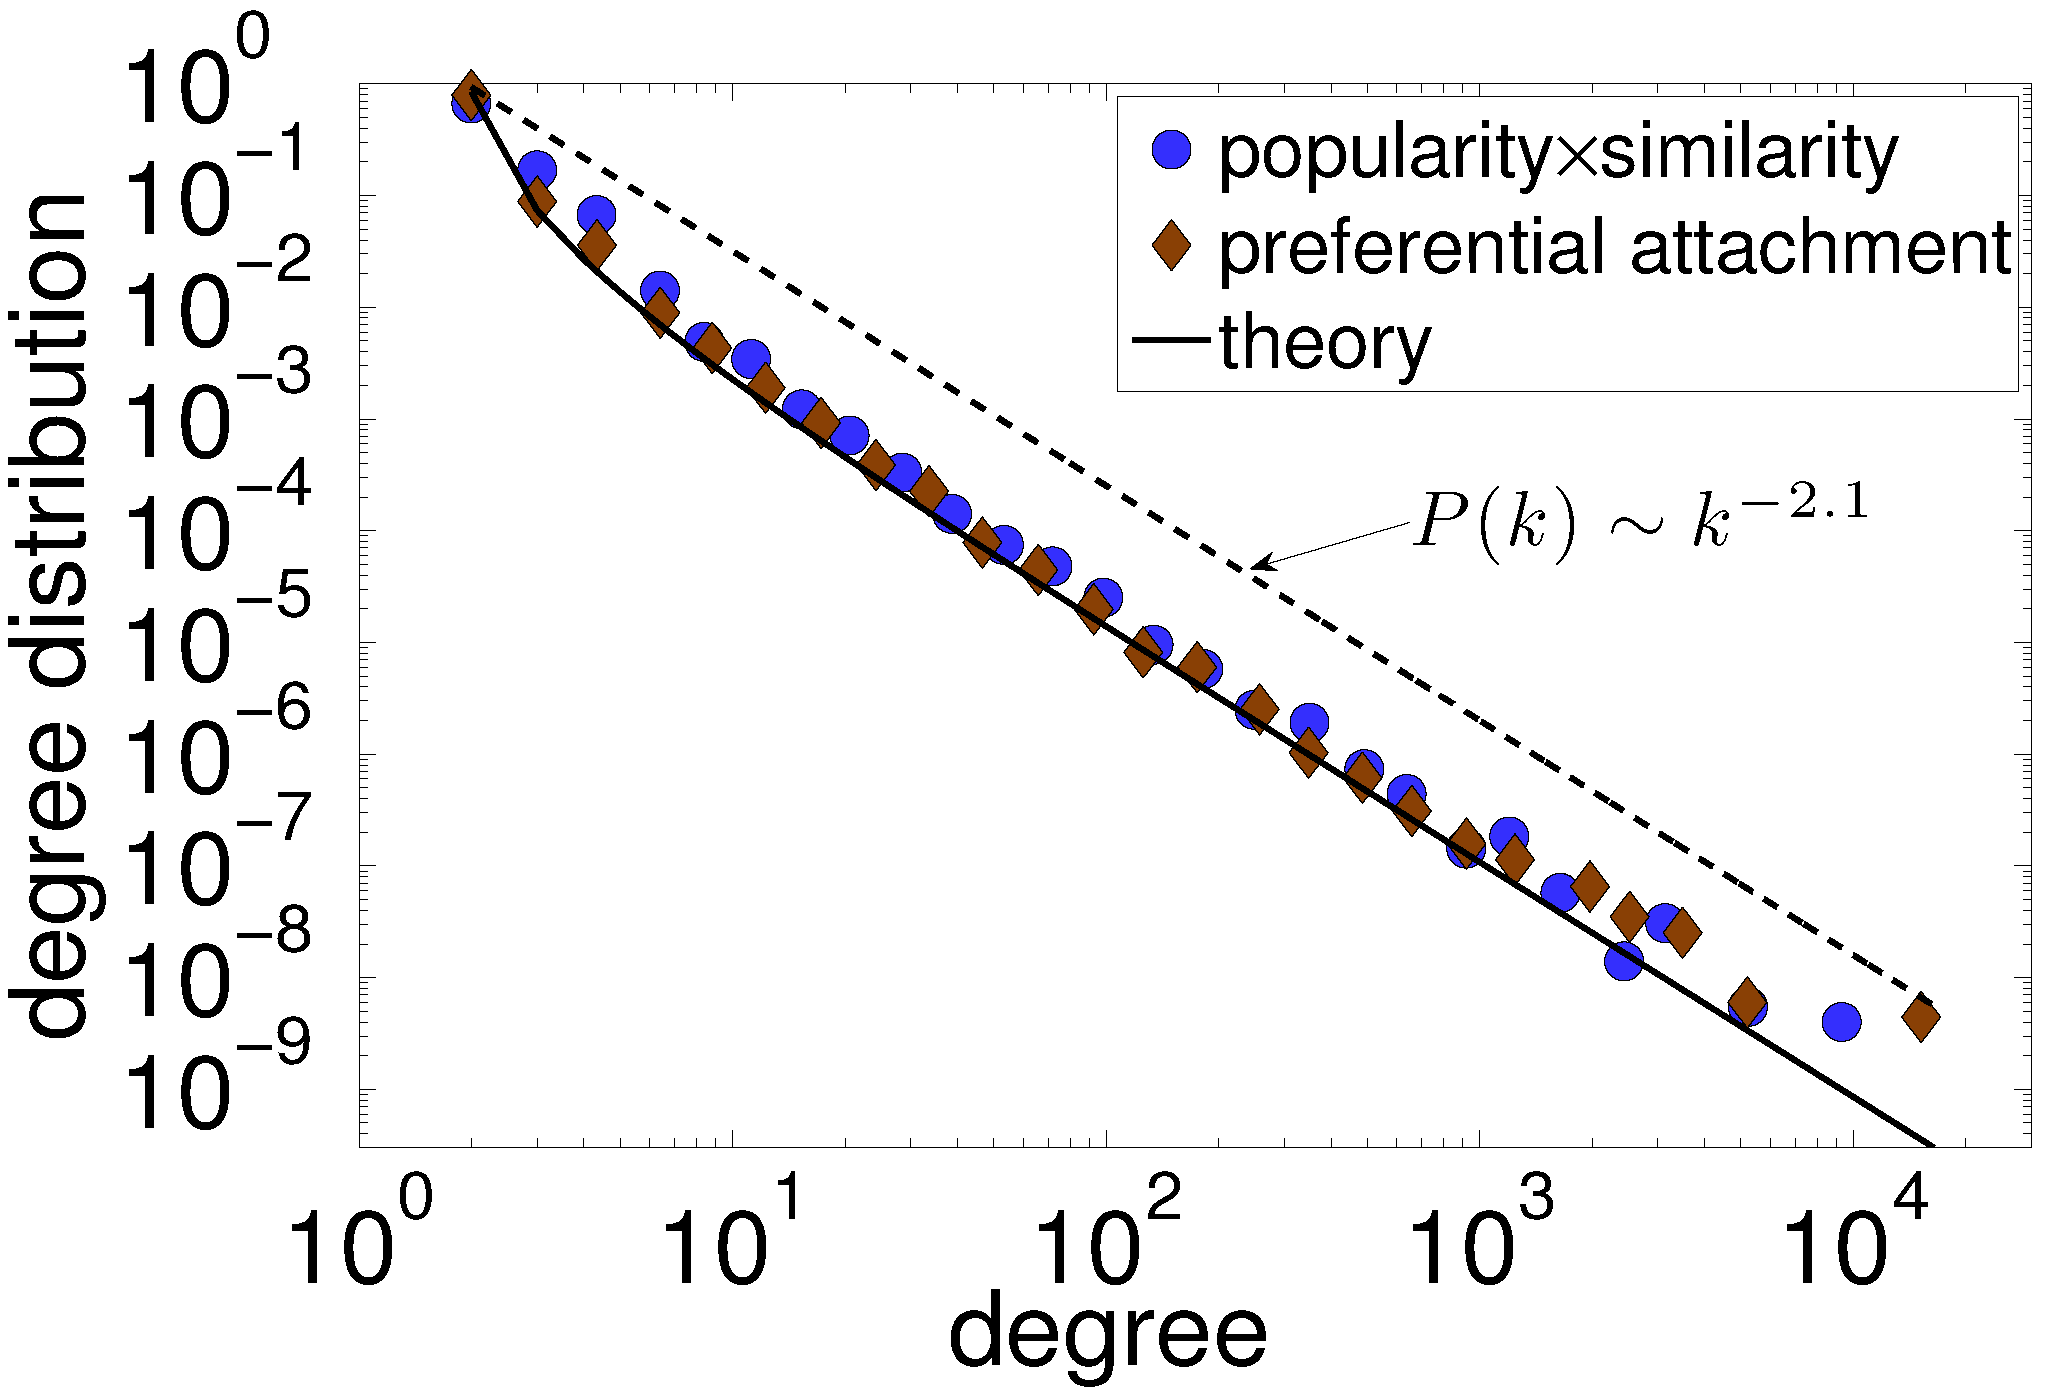 degree distribution
10^0
10^−1
10^−2
10^−3
10^−4
10^−5
10^−6
10^−7
10^−8
10^−9
popularity×similarity
preferential attachment
theory
P(k) ∼ k^−2.1
10^0 10^1 10^2 10^3 10^4
degree